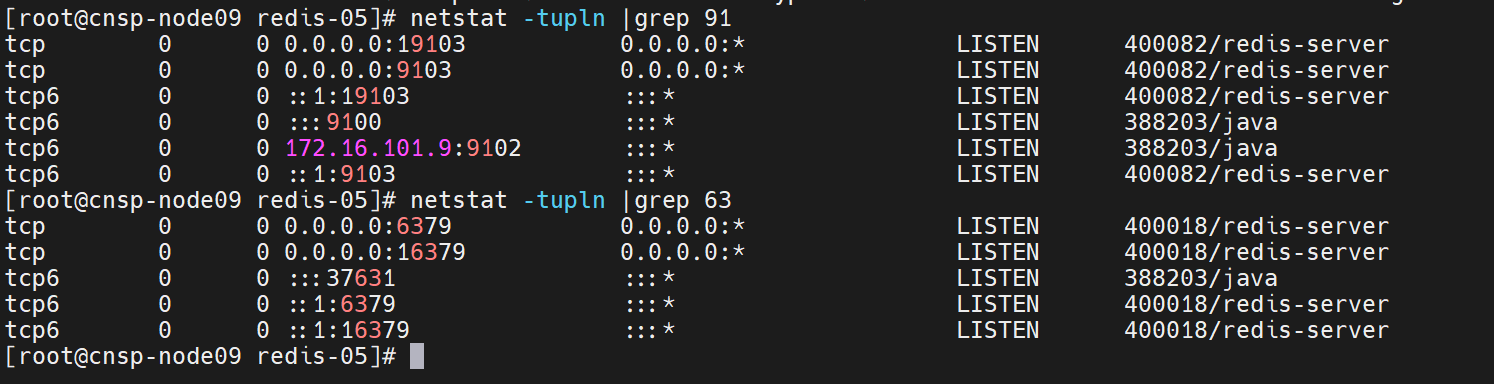 [root@cnsp-node09 redis-05]# netstat -tupln |grep 91
tcp        0      0 0.0.0.0:19103           0.0.0.0:*               LISTEN      400082/redis-server
tcp        0      0 0.0.0.0:9103            0.0.0.0:*               LISTEN      400082/redis-server
tcp6       0      0 ::1:19103               :::*                    LISTEN      400082/redis-server
tcp6       0      0 :::9100                 :::*                    LISTEN      388203/java
tcp6       0      0 172.16.101.9:9102       :::*                    LISTEN      388203/java
tcp6       0      0 ::1:9103                :::*                    LISTEN      400082/redis-server
[root@cnsp-node09 redis-05]# netstat -tupln |grep 63
tcp        0      0 0.0.0.0:6379            0.0.0.0:*               LISTEN      400018/redis-server
tcp        0      0 0.0.0.0:16379           0.0.0.0:*               LISTEN      400018/redis-server
tcp6       0      0 :::37631                :::*                    LISTEN      388203/java
tcp6       0      0 ::1:6379                :::*                    LISTEN      400018/redis-server
tcp6       0      0 ::1:16379               :::*                    LISTEN      400018/redis-server
[root@cnsp-node09 redis-05]#